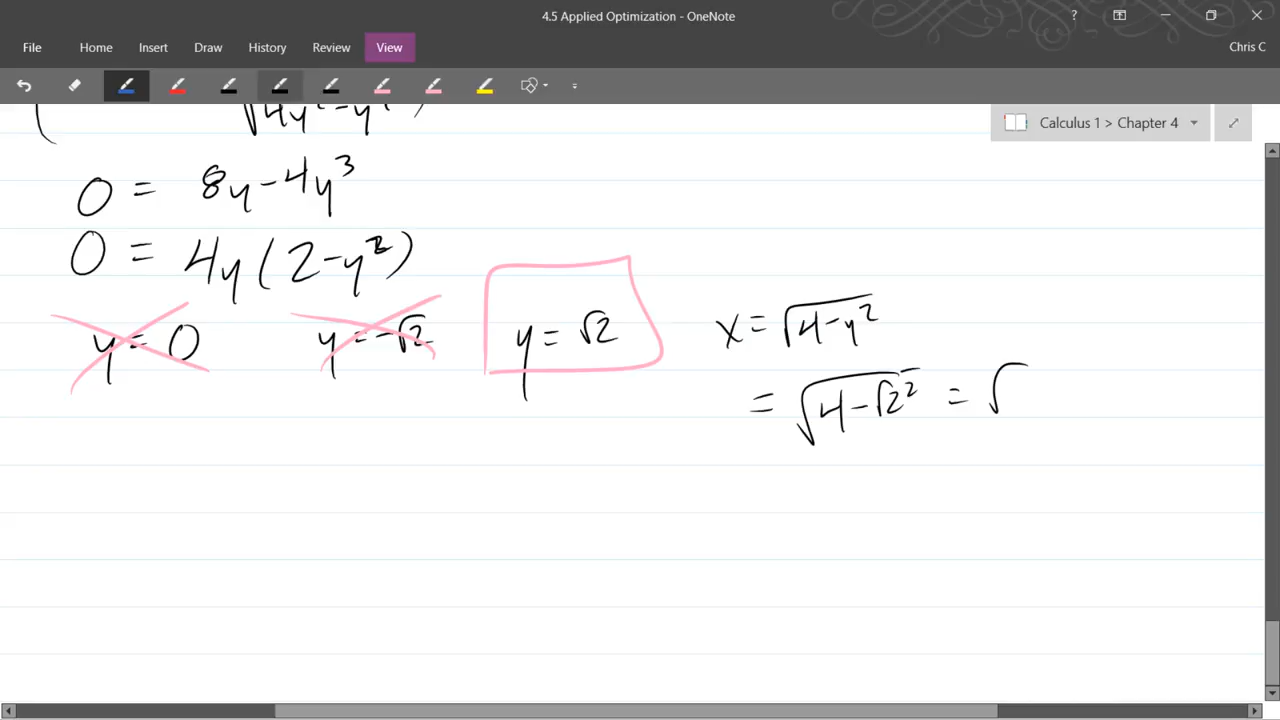 4.5 Applied Optimization - OneNote
?
File Home Insert Draw History Review View
Chris C
Calculus 1 > Chapter 4
0 = 8y - 4y³
0 = 4y(2 - y²)
y = 0 y = -√2 y = √2 x = √4-y²
= √4-√2² = √